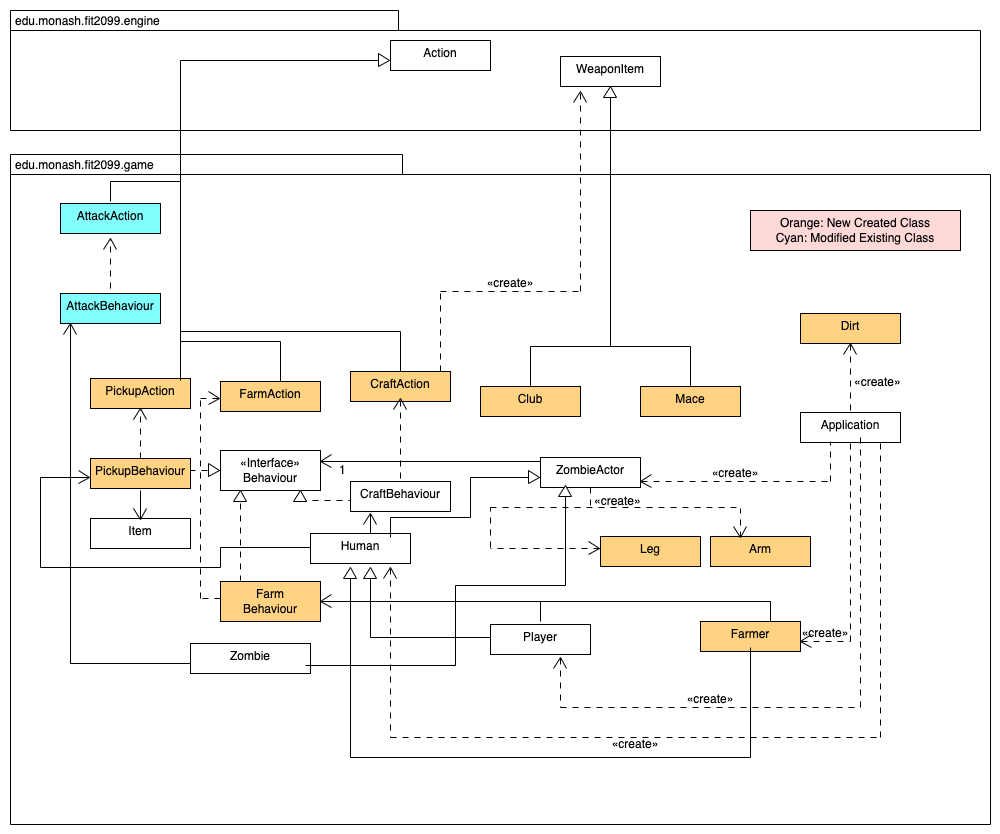 edu.monash.fit2099.engine
Action
WeaponItem
edu.monash.fit2099.game
AttackAction
Orange: New Created Class
Cyan: Modified Existing Class
«create»
AttackBehaviour
Dirt
«create»
PickupAction
FarmAction
CraftAction
Club
Mace
Application
«Interface»
Behaviour
1
PickupBehaviour
ZombieActor
«create»
CraftBehaviour
«create»
Item
Human
Leg
Arm
Farm
Behaviour
Player
Farmer
«create»
Zombie
«create»
«create»